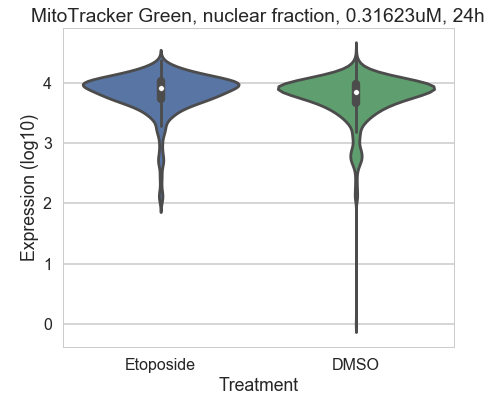 MitoTracker Green, nuclear fraction, 0.31623uM, 24h
Expression (log10)
4
3
2
1
0
Etoposide
DMSO
Treatment